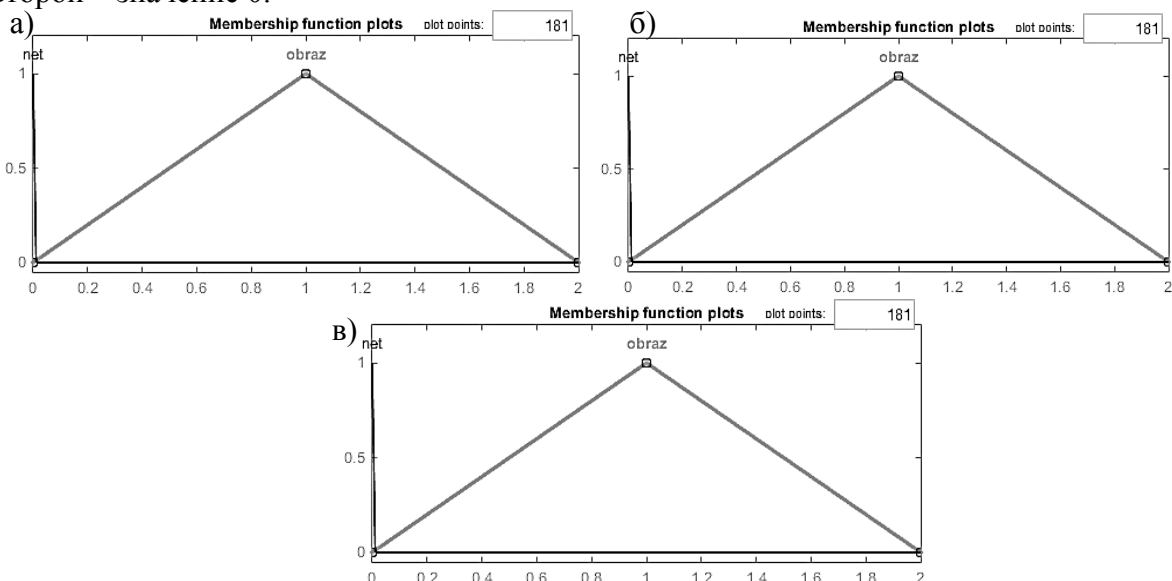 сторон – значение 0.
а) Membership function plots plot points: 181
net obraz
1
0.5
0
0 0.2 0.4 0.6 0.8 1 1.2 1.4 1.6 1.8 2
б) Membership function plots plot points: 181
net obraz
1
0.5
0
0 0.2 0.4 0.6 0.8 1 1.2 1.4 1.6 1.8 2
в) Membership function plots plot points: 181
net obraz
1
0.5
0
0 0.2 0.4 0.6 0.8 1 1.2 1.4 1.6 1.8 2